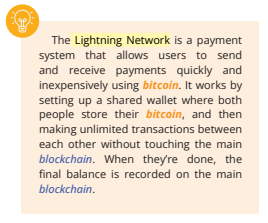 The Lightning Network is a payment
system that allows users to send
and receive payments quickly and
inexpensively using bitcoin. It works by
setting up a shared wallet where both
people store their bitcoin, and then
making unlimited transactions between
each other without touching the main
blockchain. When they're done, the
final balance is recorded on the main
blockchain.